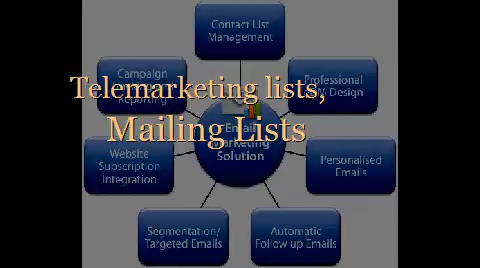 Contact List
Management
Campaign
Reporting
Professional
Design
Telemarketing lists,
Mailing Lists
Email
Marketing
Solution
Website
Subscription
Integration
Personalised
Emails
Segmentation/
Targeted Emails
Automatic
Follow up Emails